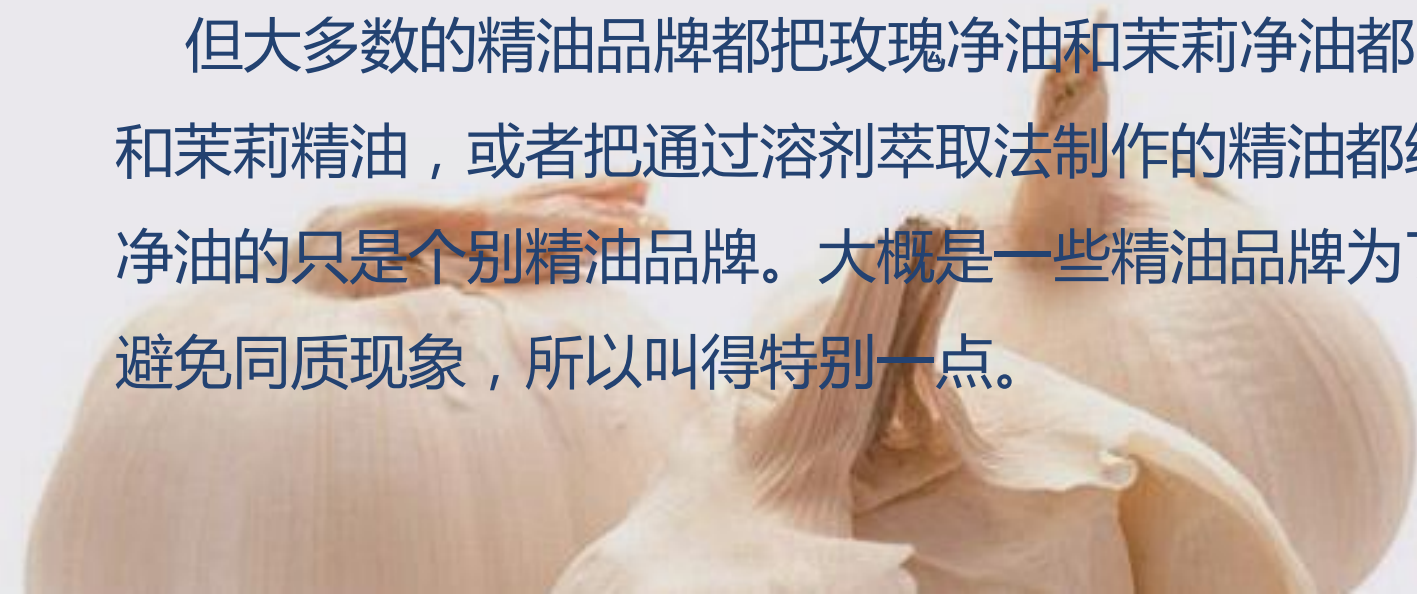 但大多数的精油品牌都把玫瑰净油和茉莉净油都
和茉莉精油，或者把通过溶剂萃取法制作的精油都
净油的只是个别精油品牌。大概是一些精油品牌为
避免同质现象，所以叫得特别一点。